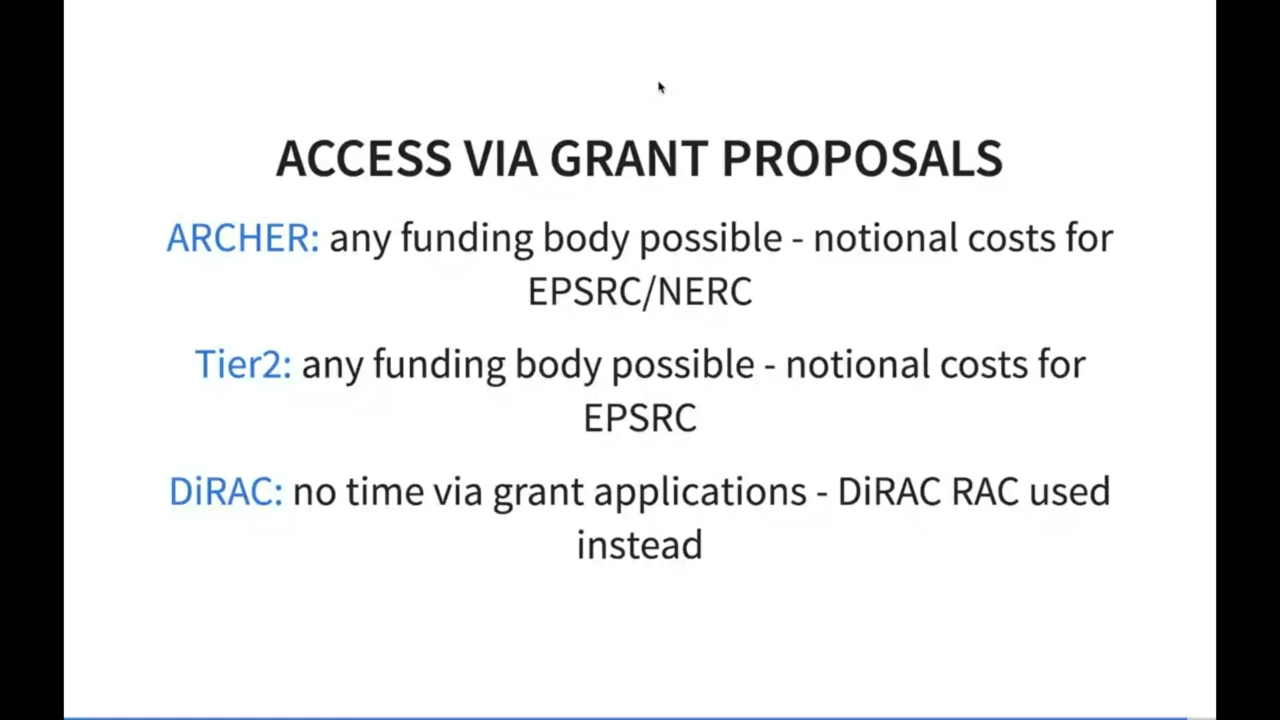 ACCESS VIA GRANT PROPOSALS
ARCHER: any funding body possible - notional costs for
EPSRC/NERC
Tier2: any funding body possible - notional costs for
EPSRC
DiRAC: no time via grant applications - DiRAC RAC used
instead